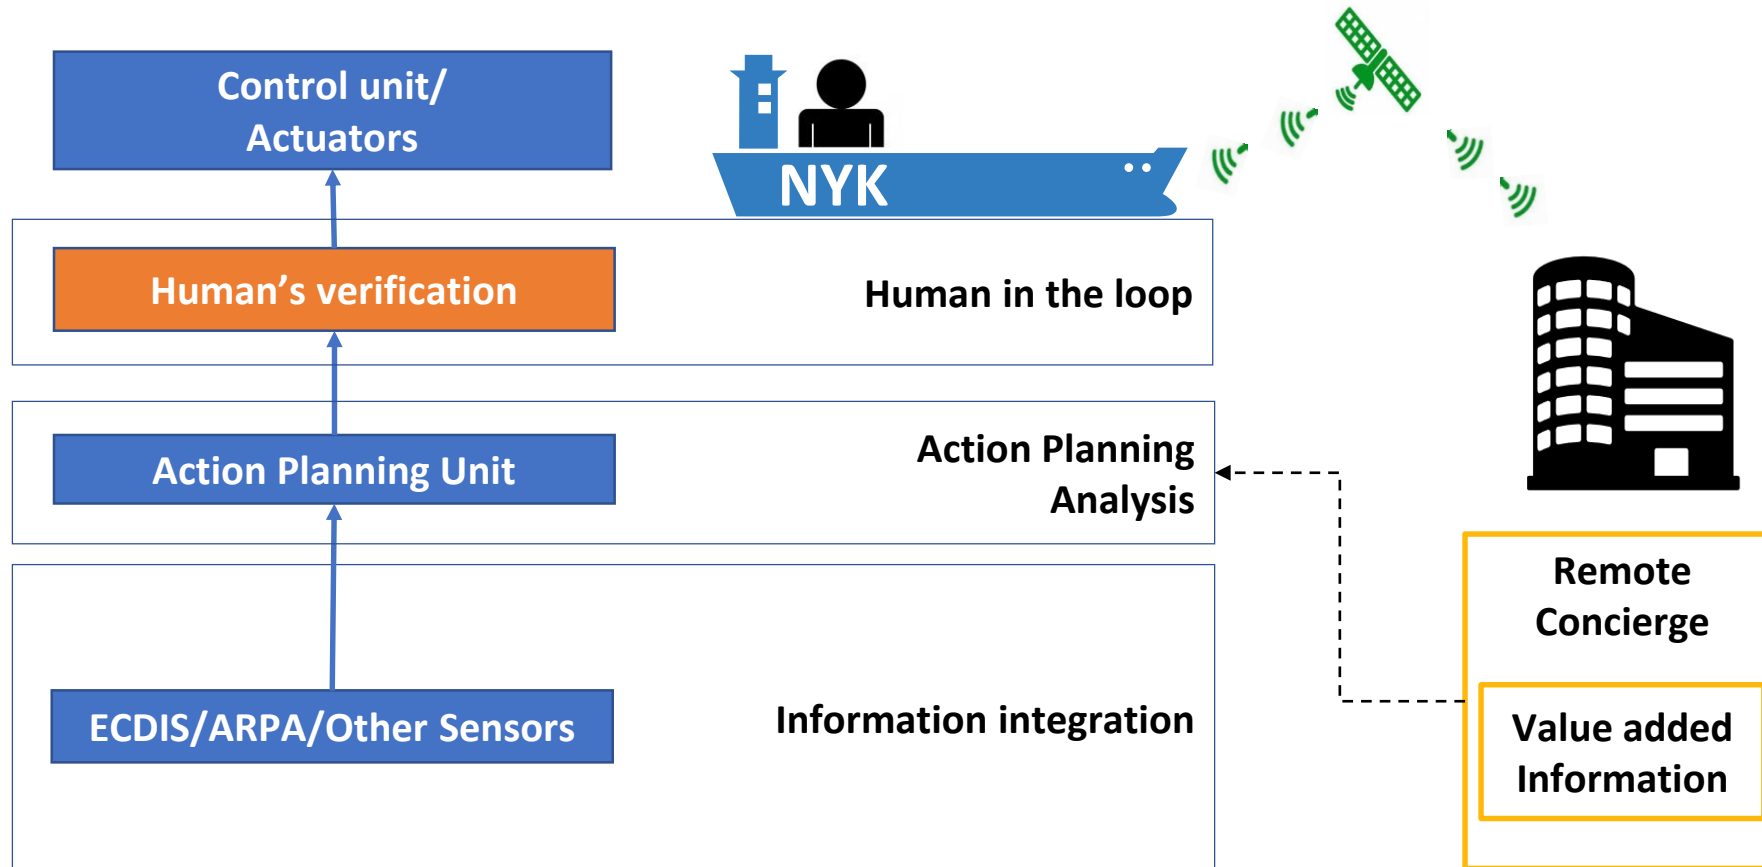 Control unit/
Actuators
NYK
Human’s verification
Human in the loop
Action Planning Unit
Action Planning
Analysis
ECDIS/ARPA/Other Sensors
Information integration
Remote
Concierge
Value added
Information